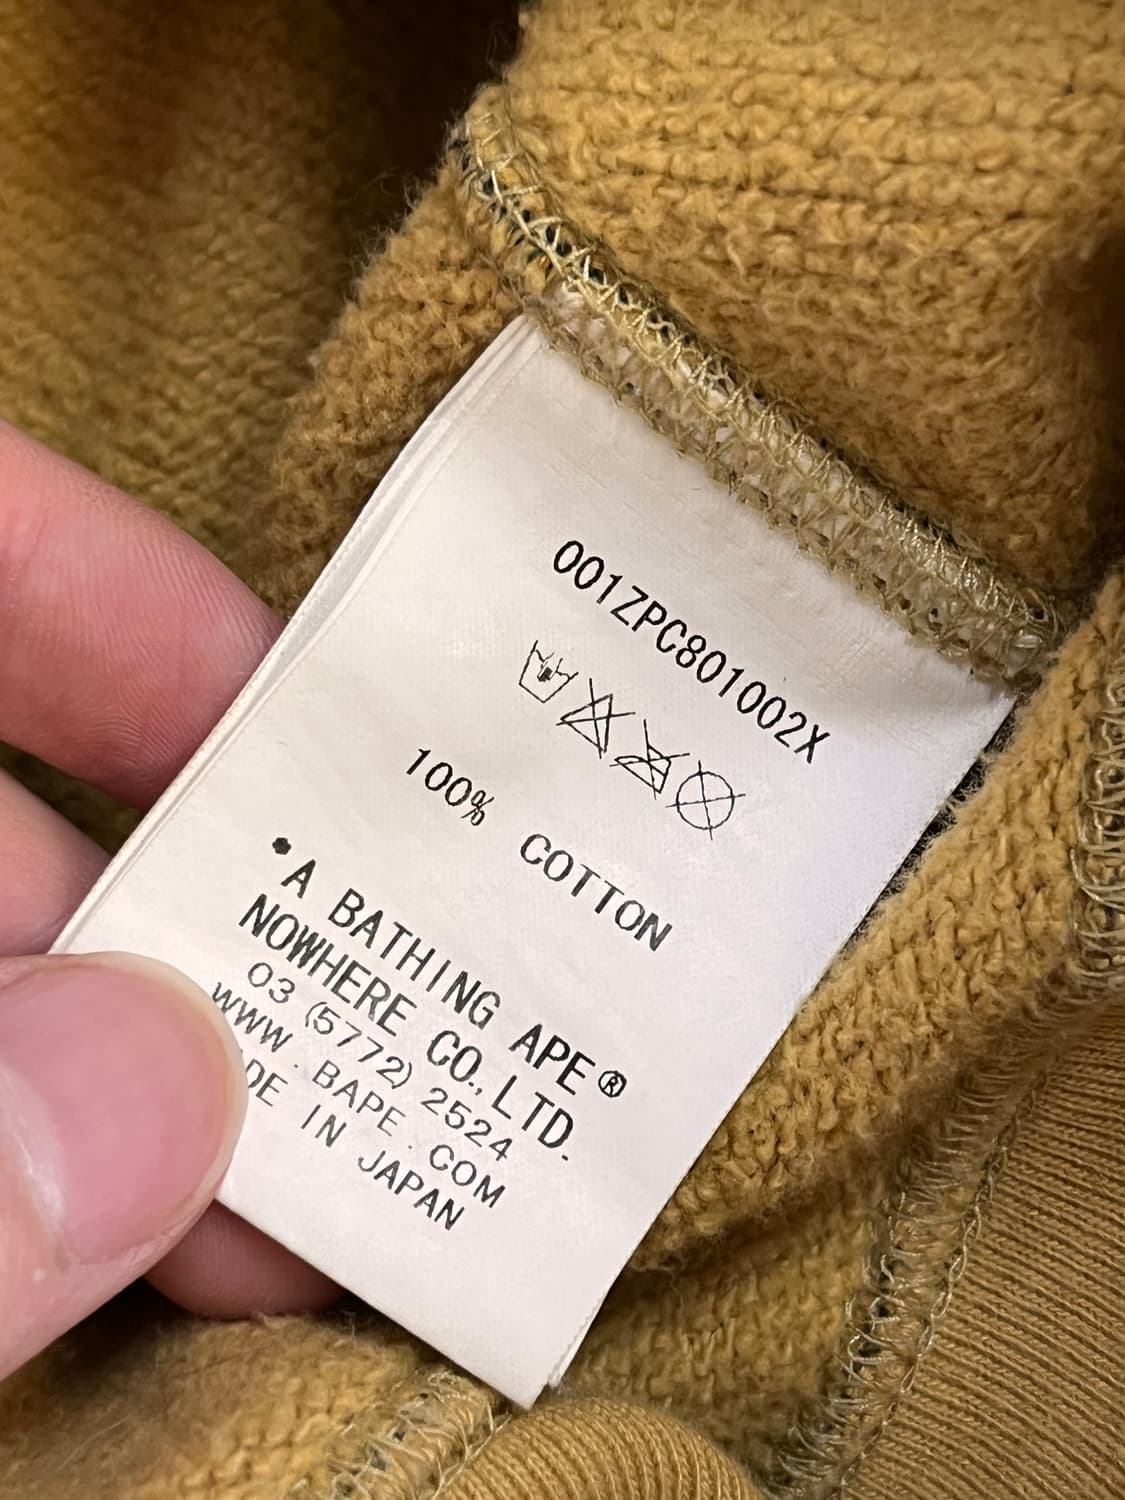 001ZPC801002X
100% COTTON
•A BATHING APE®
NOWHERE CO.,LTD.
03 (5772) 2524
WWW.BAPE.COM
DE IN JAPAN